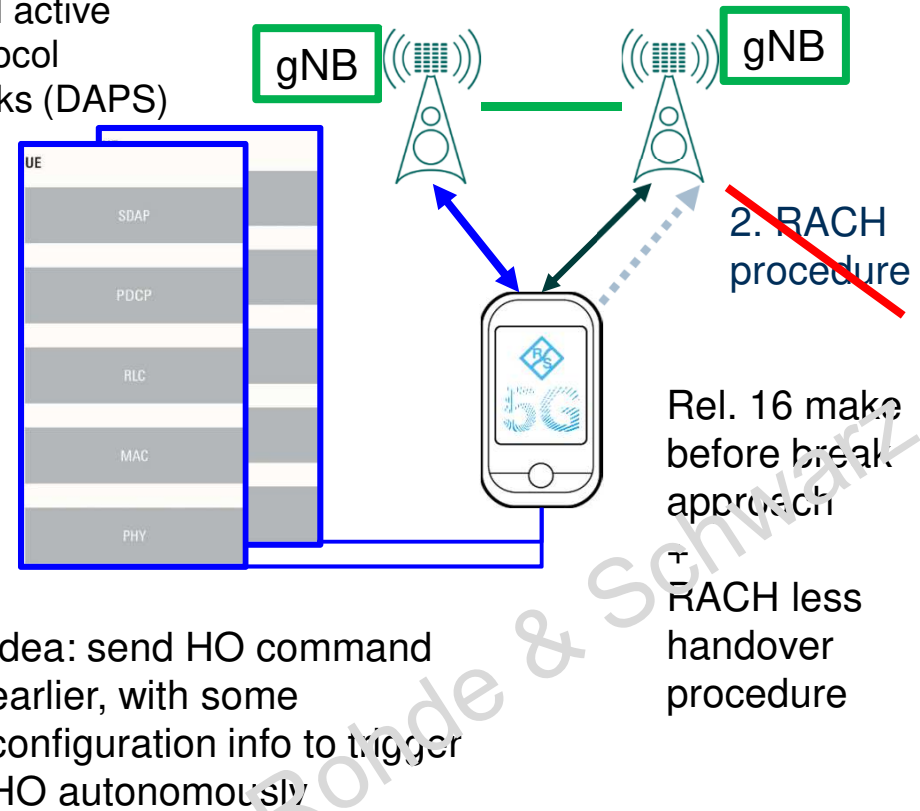 active
ocol
ks (DAPS)
gNB
gNB
UE
SDAP
PDCP
RLC
MAC
PHY
R&S
5G
2. RACH
procedure
Rel. 16 make
before break
approach
+
RACH less
handover
procedure
dea: send HO command
earlier, with some
configuration info to trigger
HO autonomously
Rohde & Schwarz